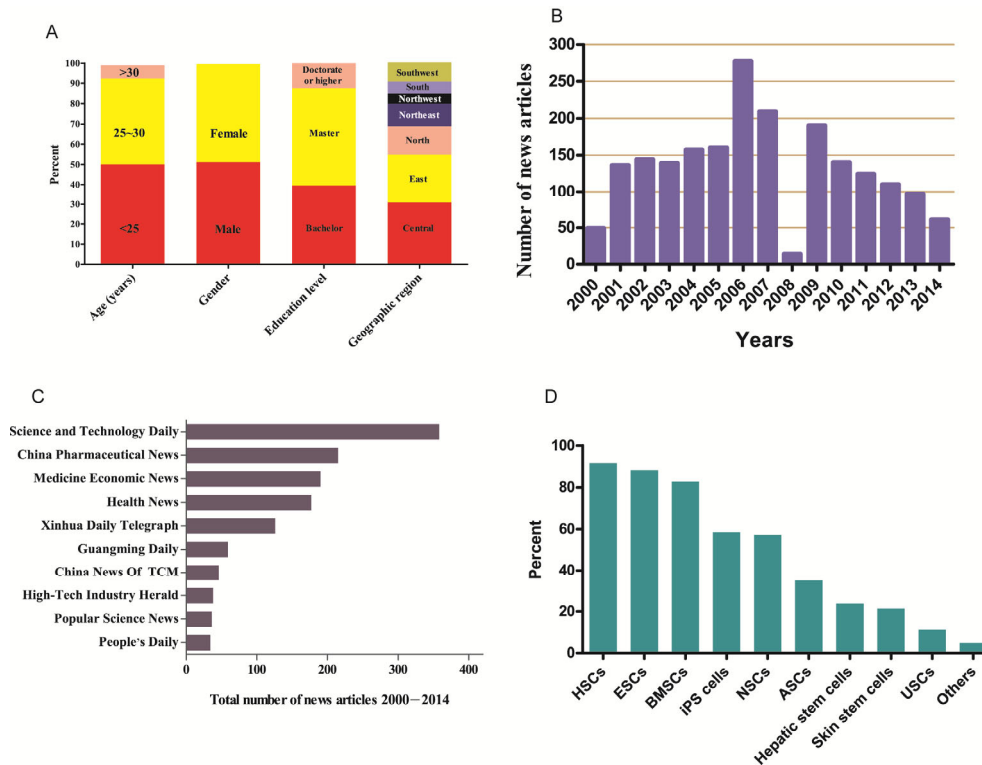 A
100
90
80
70
60
50
40
30
20
10
0
Percent
>30
25~30
<25
Female
Male
Doctorate
or higher
Master
Bachelor
Southwest
South
Northwest
Northeast
North
East
Central
Age (years)
Gender
Education level
Geographic region
B
300
250
200
150
100
50
0
Number of news articles
2000
2001
2002
2003
2004
2005
2006
2007
2008
2009
2010
2011
2012
2013
2014
Years
C
Science and Technology Daily
China Pharmaceutical News
Medicine Economic News
Health News
Xinhua Daily Telegraph
Guangming Daily
China News Of TCM
High-Tech Industry Herald
Popular Science News
People's Daily
0 100 200 300 400
Total number of news articles 2000—2014
D
100
80
60
40
20
0
Percent
HSCs
ESCs
BMSCs
iPS cells
NSCs
ASCs
Hepatic stem cells
Skin stem cells
USCs
Others